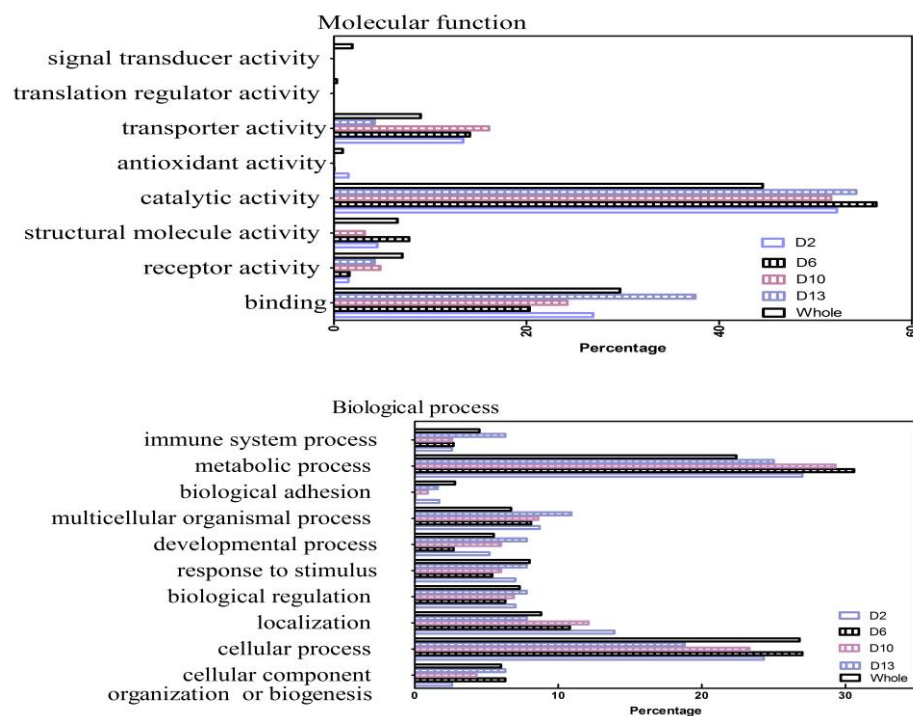 Molecular function
signal transducer activity
translation regulator activity
transporter activity
antioxidant activity
catalytic activity
structural molecule activity
receptor activity
binding
D2
D6
D10
D13
Whole
0 20 40 60
Percentage
Biological process
immune system process
metabolic process
biological adhesion
multicellular organismal process
developmental process
response to stimulus
biological regulation
localization
cellular process
cellular component
organization or biogenesis
D2
D6
D10
D13
Whole
0 10 20 30
Percentage